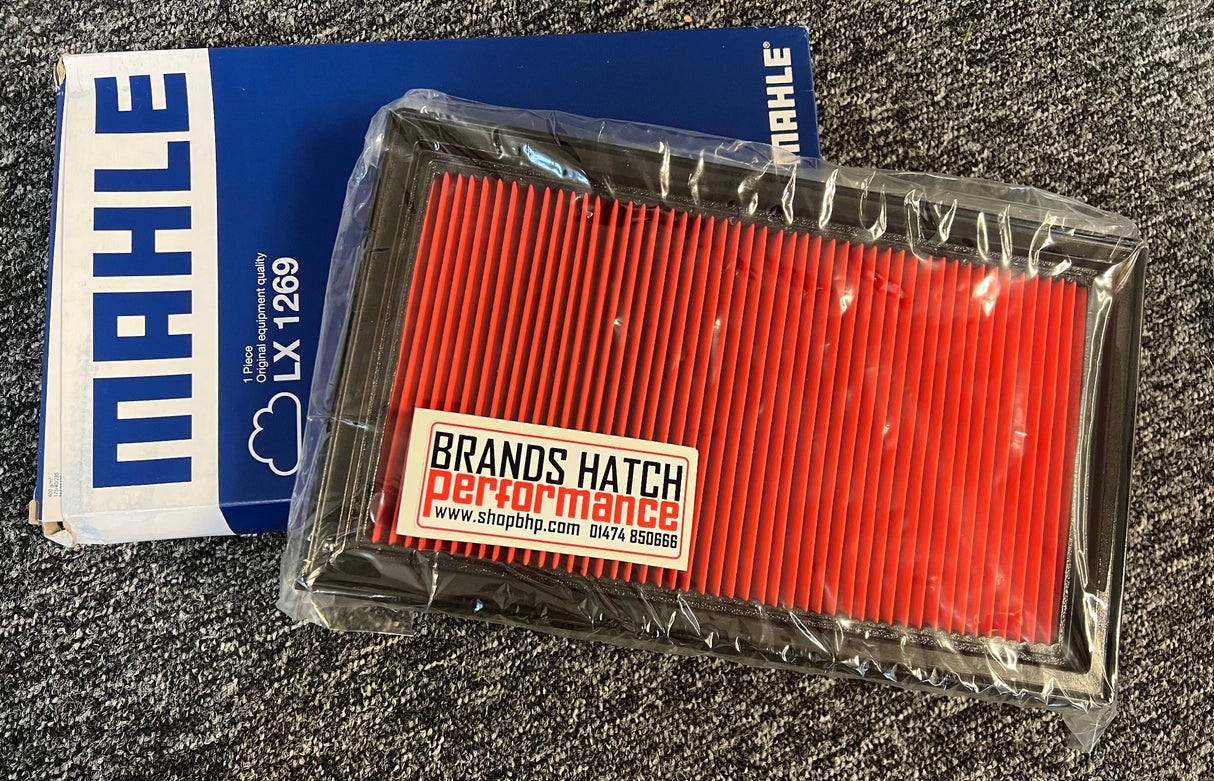 MAHLE
1 Piece
Original equipment quality
LX 1269
MAHLE®
BRANDS HATCH
performance
www.shopbhp.com 01474 850666